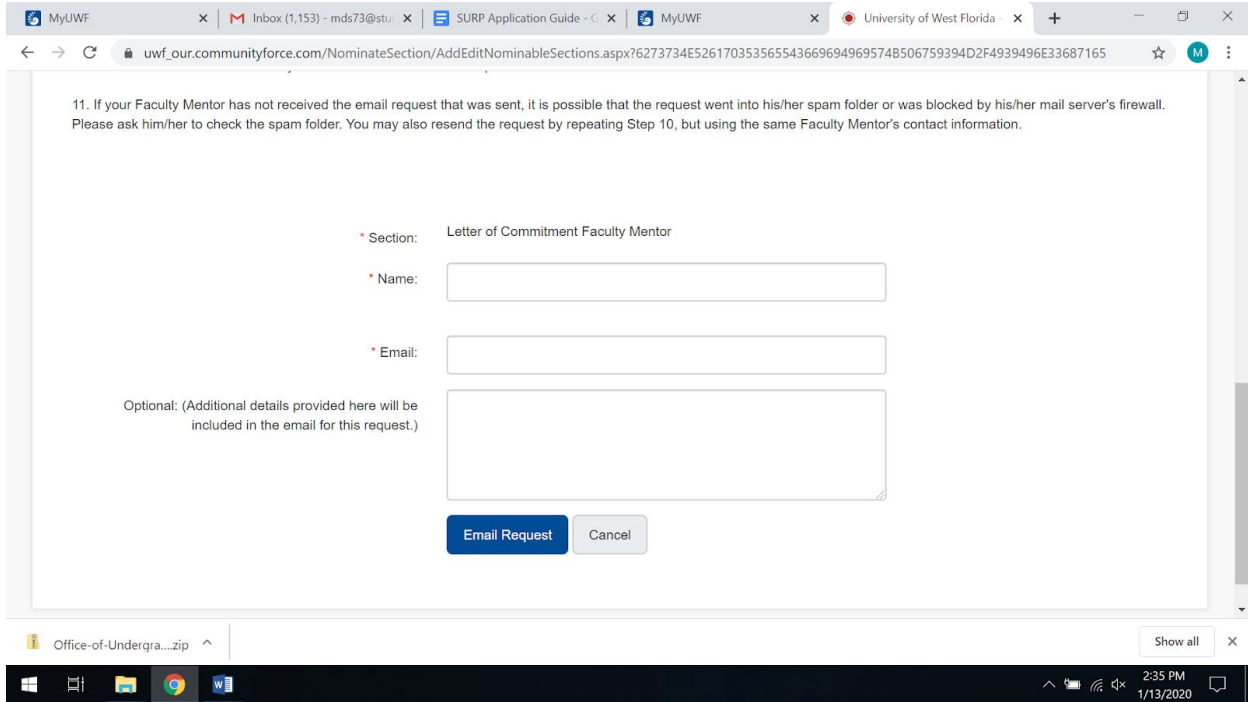 MyUWF
Inbox (1,153) - mds73@stu
SURP Application Guide - G
MyUWF
University of West Florida -
uwf_our.communityforce.com/NominateSection/AddEditNominableSections.aspx?6273734E526170353565543669694969574B506759394D2F4939496E33687165
11. If your Faculty Mentor has not received the email request that was sent, it is possible that the request went into his/her spam folder or was blocked by his/her mail server's firewall.
Please ask him/her to check the spam folder. You may also resend the request by repeating Step 10, but using the same Faculty Mentor's contact information.
* Section:
Letter of Commitment Faculty Mentor
* Name:
* Email:
Optional: (Additional details provided here will be
included in the email for this request.)
Email Request
Cancel
Office-of-Undergra....zip
Show all
2:35 PM
1/13/2020